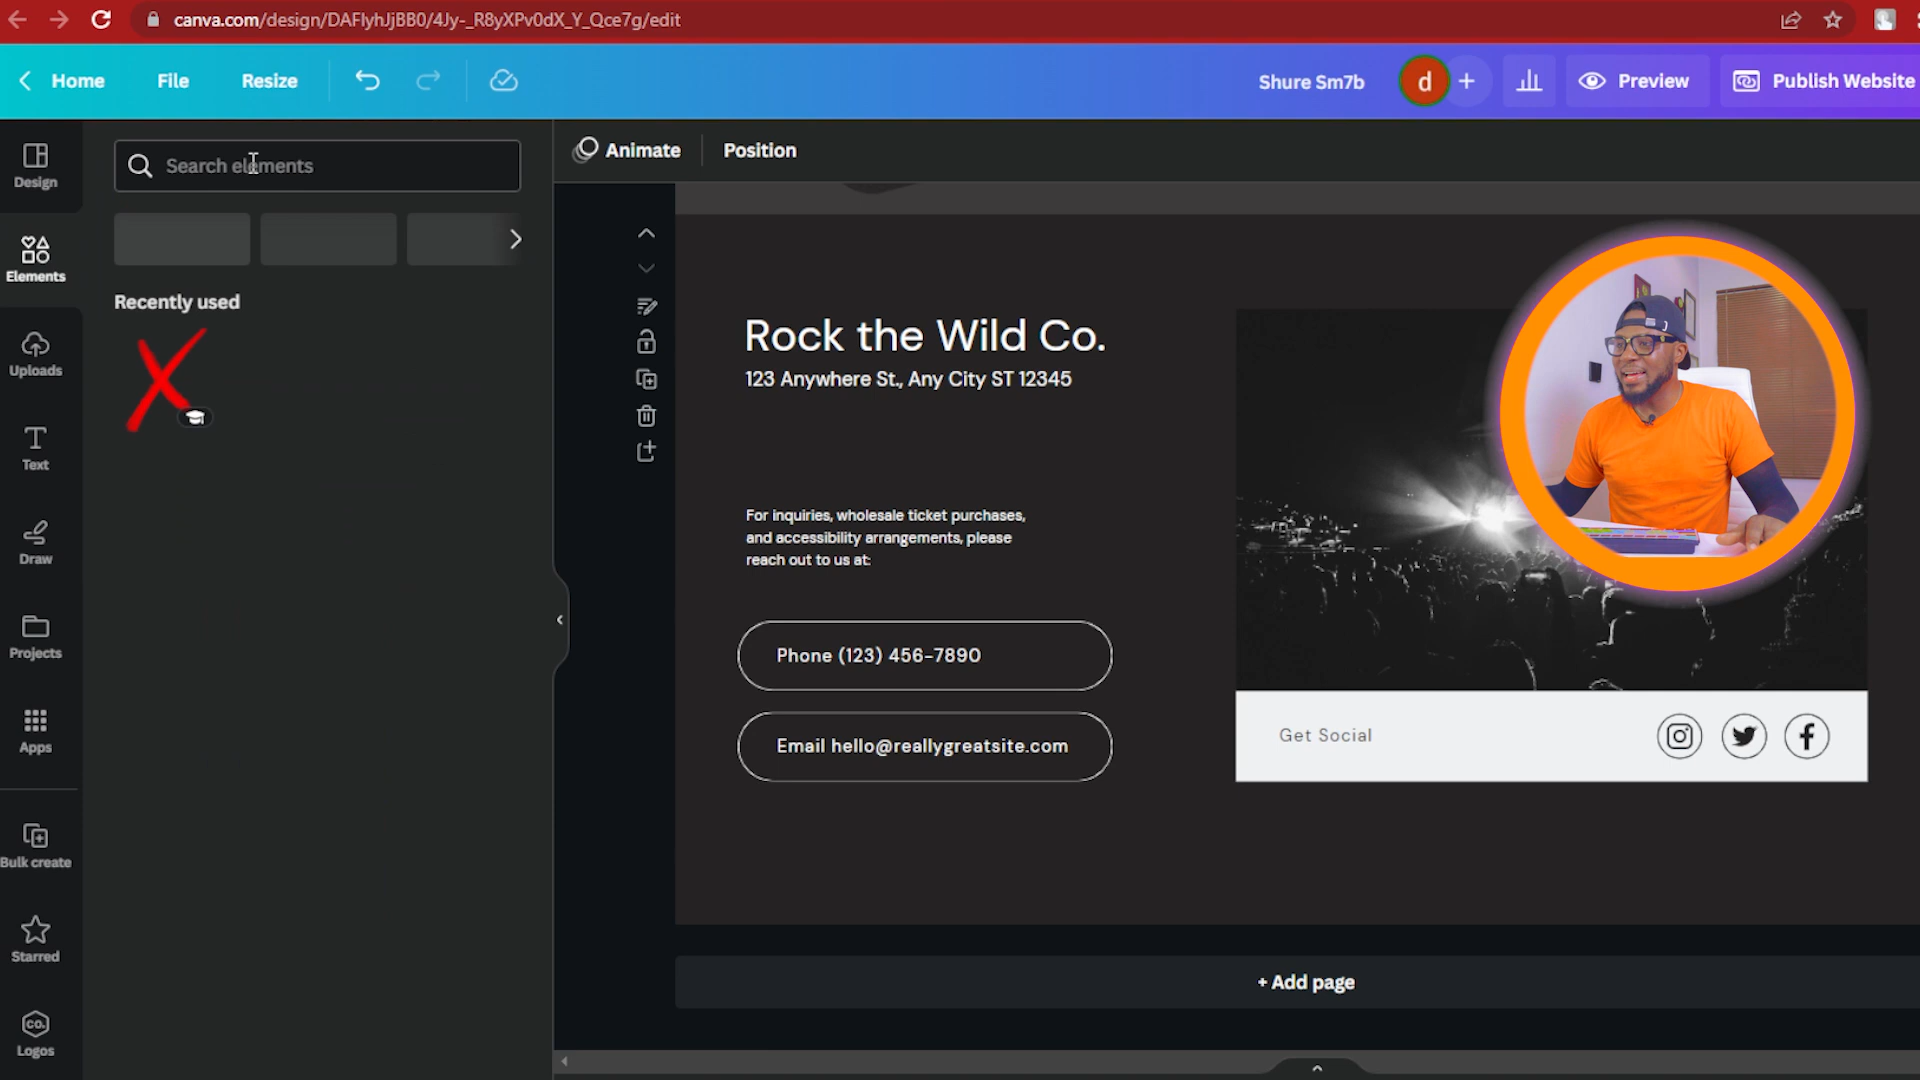 canva.com/design/DAFIyhJjBB0/4Jy-_R8yXPv0dX_Y_Qce7g/edit
Home
File
Resize
Shure Sm7b
d
+
Preview
Publish Website
Design
Elements
Uploads
Text
Draw
Projects
Apps
Bulk create
Starred
CO.
Logos
Search elements
Recently used
Animate
Position
Rock the Wild Co.
123 Anywhere St., Any City ST 12345
For inquiries, wholesale ticket purchases,
and accessibility arrangements, please
reach out to us at:
Phone (123) 456-7890
Email hello@reallygreatsite.com
Get Social
+ Add page